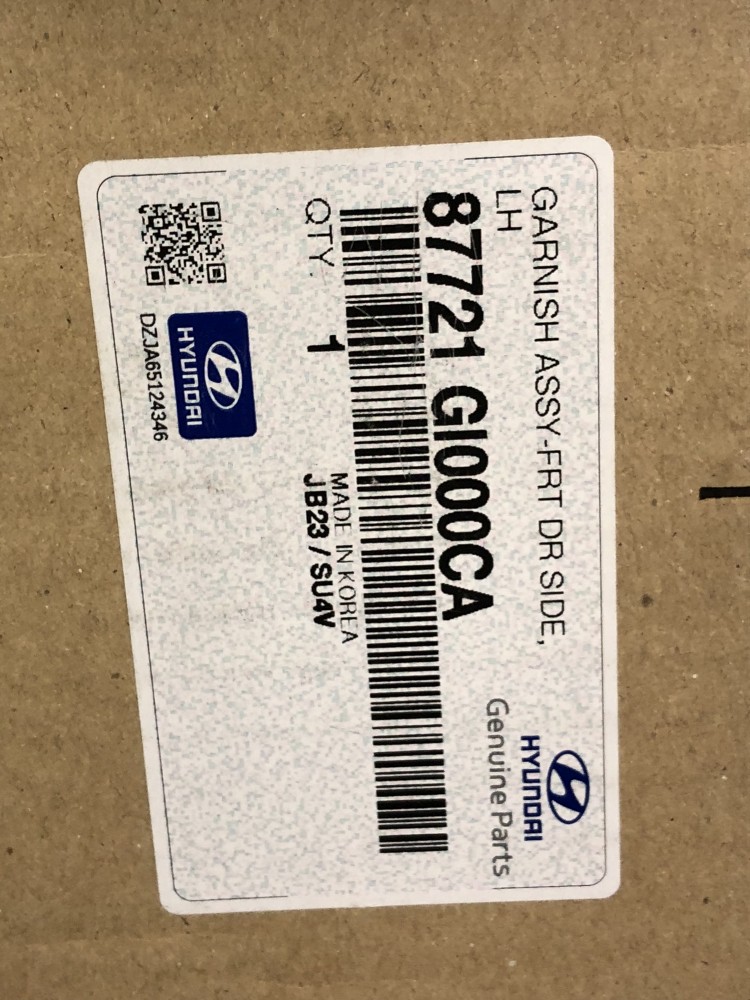 GARNISH ASSY-FRT DR SIDE,
LH
HYUNDAI
Genuine Parts
87721 GI000CA
QTY. 1
MADE IN KOREA
JB23 / SU4V
HYUNDAI
DZJA65124346